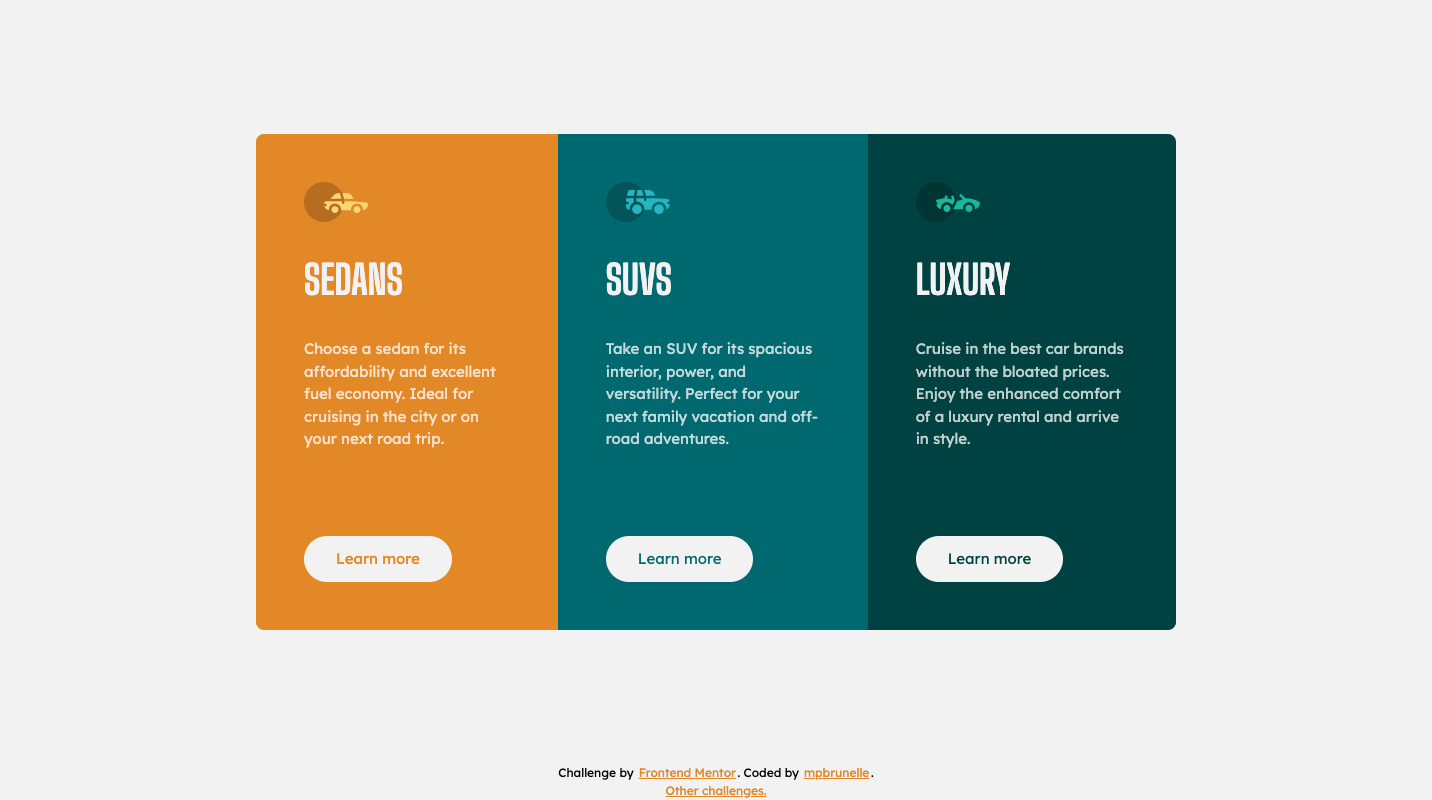 SEDANS
Choose a sedan for its
affordability and excellent
fuel economy. Ideal for
cruising in the city or on
your next road trip.
Learn more
SUVS
Take an SUV for its spacious
interior, power, and
versatility. Perfect for your
next family vacation and off-
road adventures.
Learn more
LUXURY
Cruise in the best car brands
without the bloated prices.
Enjoy the enhanced comfort
of a luxury rental and arrive
in style.
Learn more
Challenge by Frontend Mentor. Coded by mpbrunelle.
Other challenges.